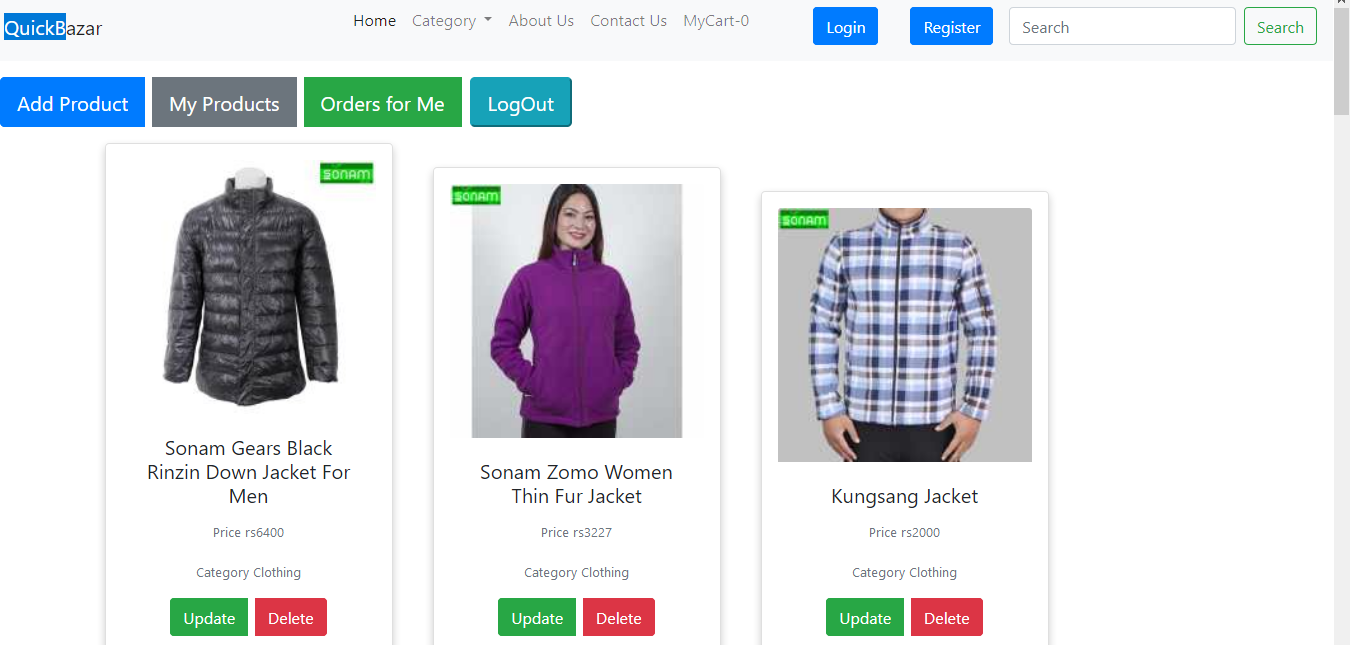 QuickBazar
Home Category About Us Contact Us MyCart-0
Login Register Search Search
Add Product My Products Orders for Me LogOut
sonam
Sonam Gears Black
Rinzin Down Jacket For
Men
Price rs6400
Category Clothing
Update Delete
sonam
Sonam Zomo Women
Thin Fur Jacket
Price rs3227
Category Clothing
Update Delete
sonam
Kungsang Jacket
Price rs2000
Category Clothing
Update Delete